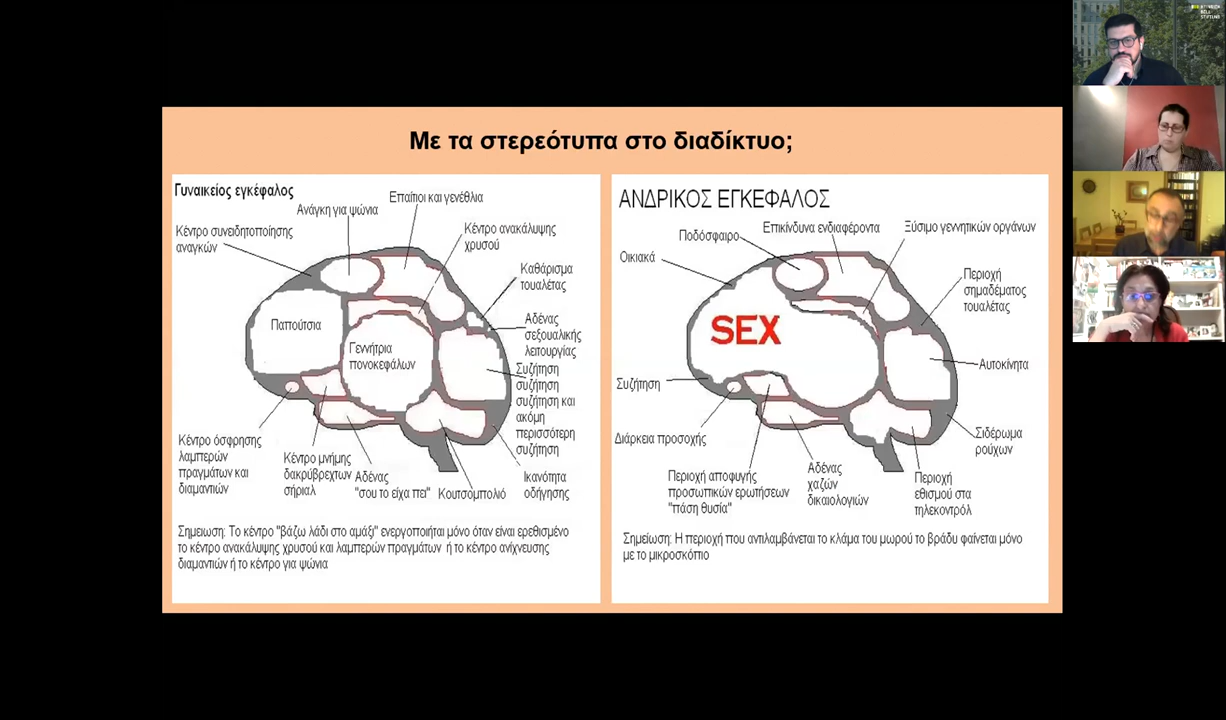 Με τα στερεότυπα στο διαδίκτυο;
Γυναικείος εγκέφαλος
Επαίτιοι και γενέθλια
Ανάγκη για ψώνια
Κέντρο συνειδητοποίησης
αναγκών
Κέντρο ανακάλυψης
χρυσού
Καθάρισμα
τουαλέτας
Αδένας
σεξουαλικής
λειτουργίας
Παπούτσια
Γεννήτρια
πονοκεφάλων
Συζήτηση
συζήτηση
συζήτηση και
ακόμη
περισσότερη
συζήτηση
Κέντρο όσφρησης
λαμπερών
πραγμάτων και
διαμαντιών
Κέντρο μνήμης
δακρύβρεχτων
σήριαλ
Αδένας
"σου το είχα πει"
Κουτσομπολιό
Ικανότητα
οδήγησης
Σημειωση: Το κέντρο "βάζω λάδι στο αμάξι" ενεργοποιήται μόνο όταν είναι ερεθισμένο
το κέντρο ανακάλυψης χρυσού και λαμπερών πραγμάτων ή το κέντρο ανίχνευσης
διαμαντιών ή το κέντρο για ψώνια
ΑΝΔΡΙΚΟΣ ΕΓΚΕΦΑΛΟΣ
Ποδόσφαιρο
Επικίνδυνα ενδιαφέροντα
Ξύσιμο γεννητικών οργάνων
Οικιακά
Περιοχή
σημαδέματος
τουαλέτας
SEX
Αυτοκίνητα
Συζήτηση
Διάρκεια προσοχής
Περιοχή αποφυγής
προσωπικών ερωτήσεων
"πάση θυσία"
Αδένας
χαζών
δικαιολογιών
Περιοχή
εθισμού στα
τηλεκοντρόλ
Σιδέρωμα
ρούχων
Σημείωση: Η περιοχή που αντιλαμβάνεται το κλάμα του μωρού το βράδυ φαίνεται μόνο
με το μικροσκόπιο